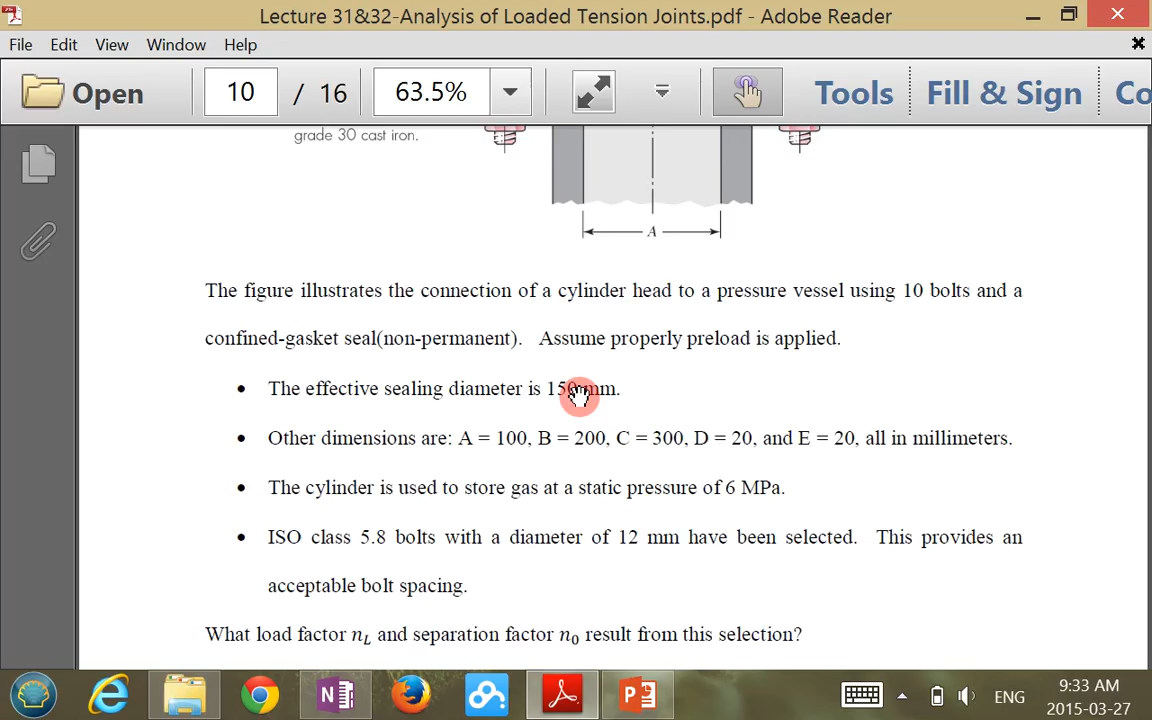 Lecture 31&32-Analysis of Loaded Tension Joints.pdf - Adobe Reader
File Edit View Window Help
Open 10 / 16 63.5% Tools Fill & Sign Co
grade 30 cast iron.
A
The figure illustrates the connection of a cylinder head to a pressure vessel using 10 bolts and a
confined-gasket seal(non-permanent). Assume properly preload is applied.
• The effective sealing diameter is 150 mm.
• Other dimensions are: A = 100, B = 200, C = 300, D = 20, and E = 20, all in millimeters.
• The cylinder is used to store gas at a static pressure of 6 MPa.
• ISO class 5.8 bolts with a diameter of 12 mm have been selected. This provides an
acceptable bolt spacing.
What load factor n_L and separation factor n_0 result from this selection?
ENG
9:33 AM
2015-03-27